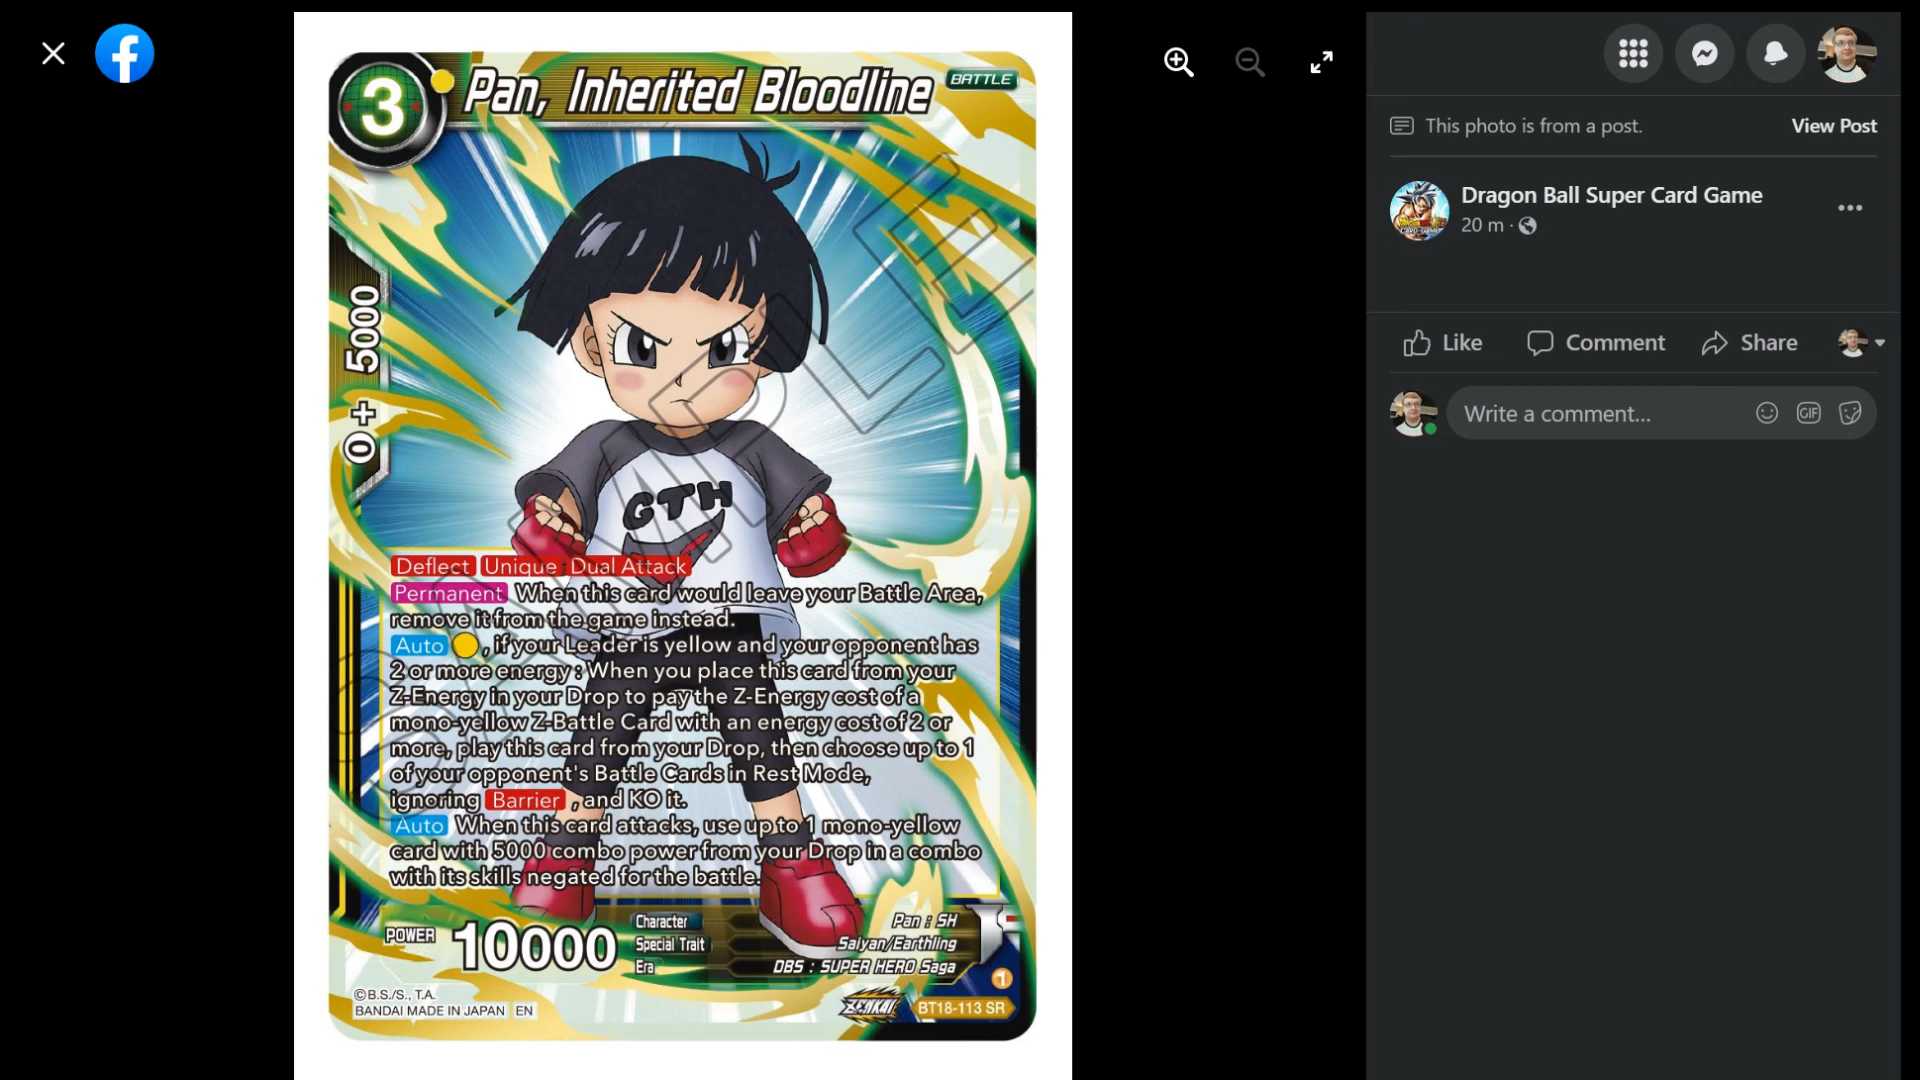 3
Pan, Inherited Bloodline
BATTLE
0+ 5000
SAMPLE
GTH
Deflect Unique Dual Attack
Permanent When this card would leave your Battle Area,
remove it from the game instead.
Auto , if your Leader is yellow and your opponent has
2 or more energy : When you place this card from your
Z-Energy in your Drop to pay the Z-Energy cost of a
mono-yellow Z-Battle Card with an energy cost of 2 or
more, play this card from your Drop, then choose up to 1
of your opponent's Battle Cards in Rest Mode,
ignoring Barrier , and KO it.
Auto When this card attacks, use up to 1 mono-yellow
card with 5000 combo power from your Drop in a combo
with its skills negated for the battle.
POWER 10000
Character Pan : SH
Special Trait Saiyan/Earthling
Era DBS : SUPER HERO Saga
1
©B.S./S., T.A.
BANDAI MADE IN JAPAN EN
ZENKAI
BT18-113 SR
This photo is from a post. View Post
Dragon Ball Super Card Game
20 m ·
Like Comment Share
Write a comment...
GIF